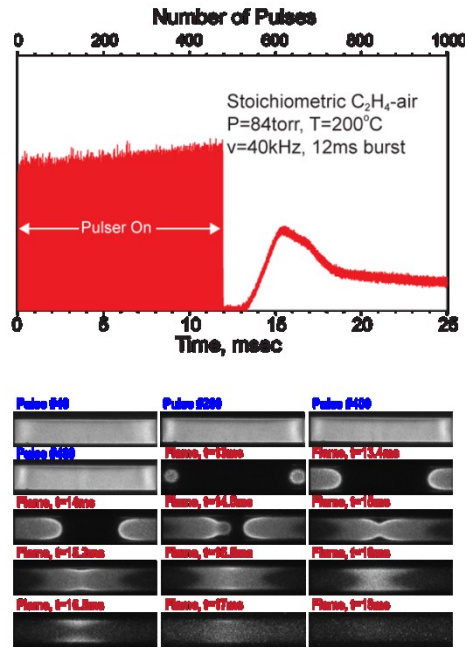 Number of Pulses
0 200 400 600 800 1000
Stoichiometric C₂H₄-air
P=84torr, T=200°C
ν=40kHz, 12ms burst
Pulser On
0 5 10 15 20 25
Time, msec
Pulse #40 Pulse #200 Pulse #400
Pulse #480 Flame, t=13ms Flame, t=13.4ms
Flame, t=14ms Flame, t=14.5ms Flame, t=15ms
Flame, t=15.2ms Flame, t=15.5ms Flame, t=16ms
Flame, t=16.5ms Flame, t=17ms Flame, t=18ms